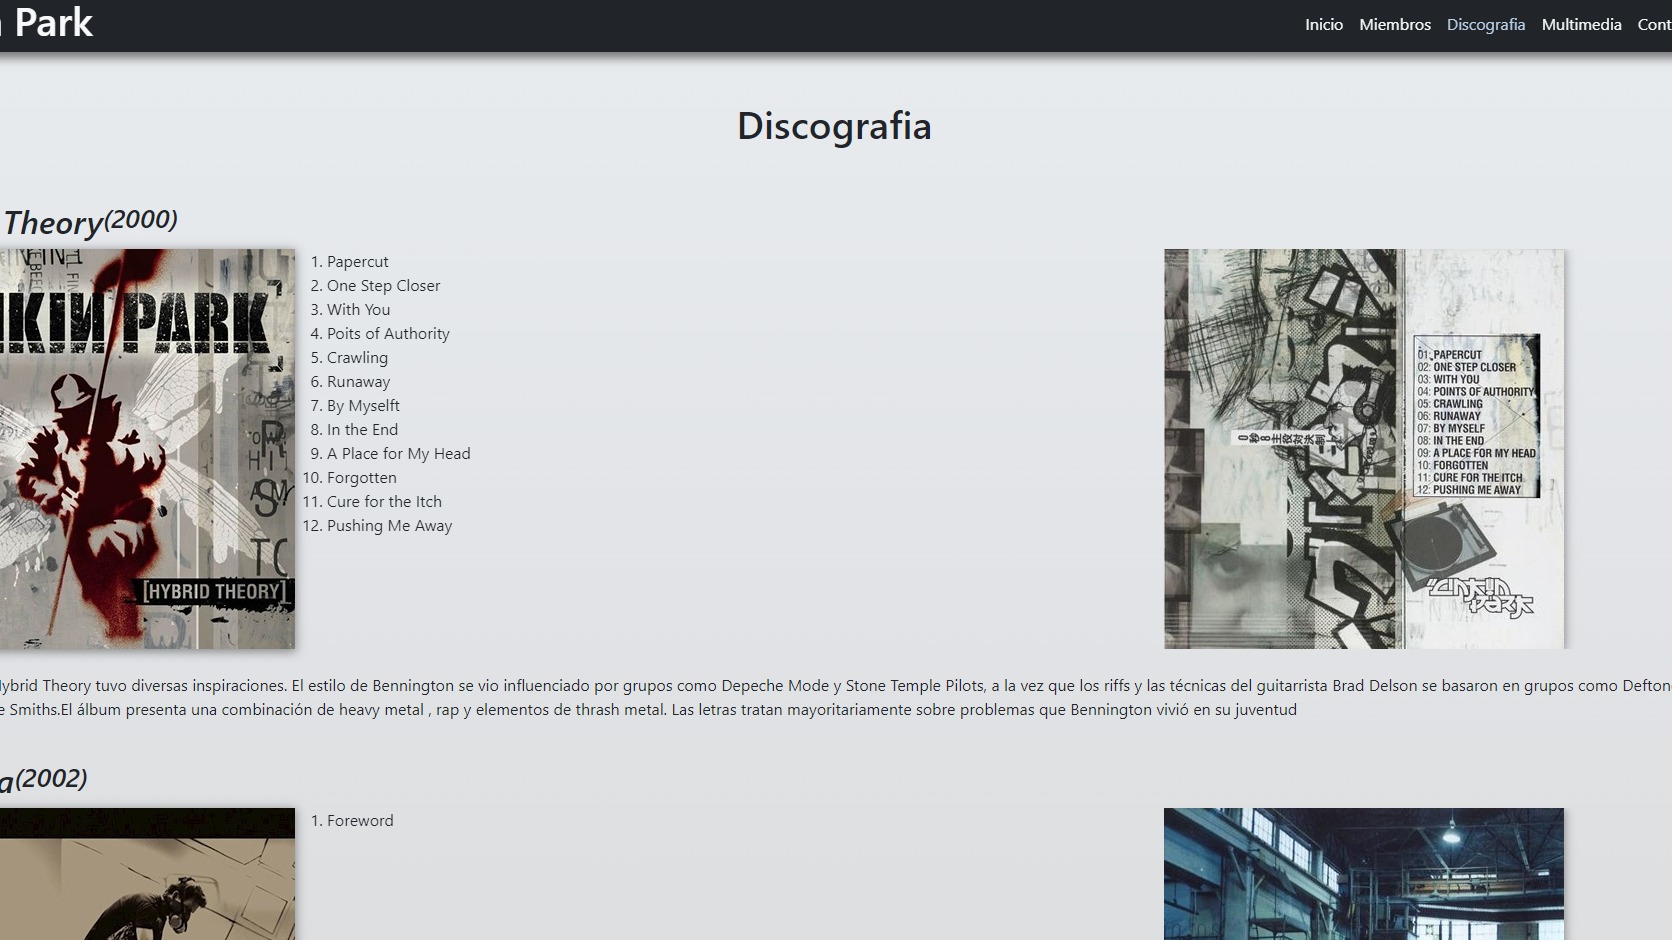 Park
Inicio Miembros Discografia Multimedia Cont
Discografia
Theory(2000)
KIN PARK
[HYBRID THEORY]
1. Papercut
2. One Step Closer
3. With You
4. Poits of Authority
5. Crawling
6. Runaway
7. By Myselft
8. In the End
9. A Place for My Head
10. Forgotten
11. Cure for the Itch
12. Pushing Me Away
01: PAPERCUT
02: ONE STEP CLOSER
03: WITH YOU
04: POINTS OF AUTHORITY
05: CRAWLING
06: RUNAWAY
07: BY MYSELF
08: IN THE END
09: A PLACE FOR MY HEAD
10: FORGOTTEN
11: CURE FOR THE ITCH
12: PUSHING ME AWAY
LINKIN
PARK
ybrid Theory tuvo diversas inspiraciones. El estilo de Bennington se vio influenciado por grupos como Depeche Mode y Stone Temple Pilots, a la vez que los riffs y las técnicas del guitarrista Brad Delson se basaron en grupos como Defton
e Smiths.El álbum presenta una combinación de heavy metal , rap y elementos de thrash metal. Las letras tratan mayoritariamente sobre problemas que Bennington vivió en su juventud
a(2002)
1. Foreword